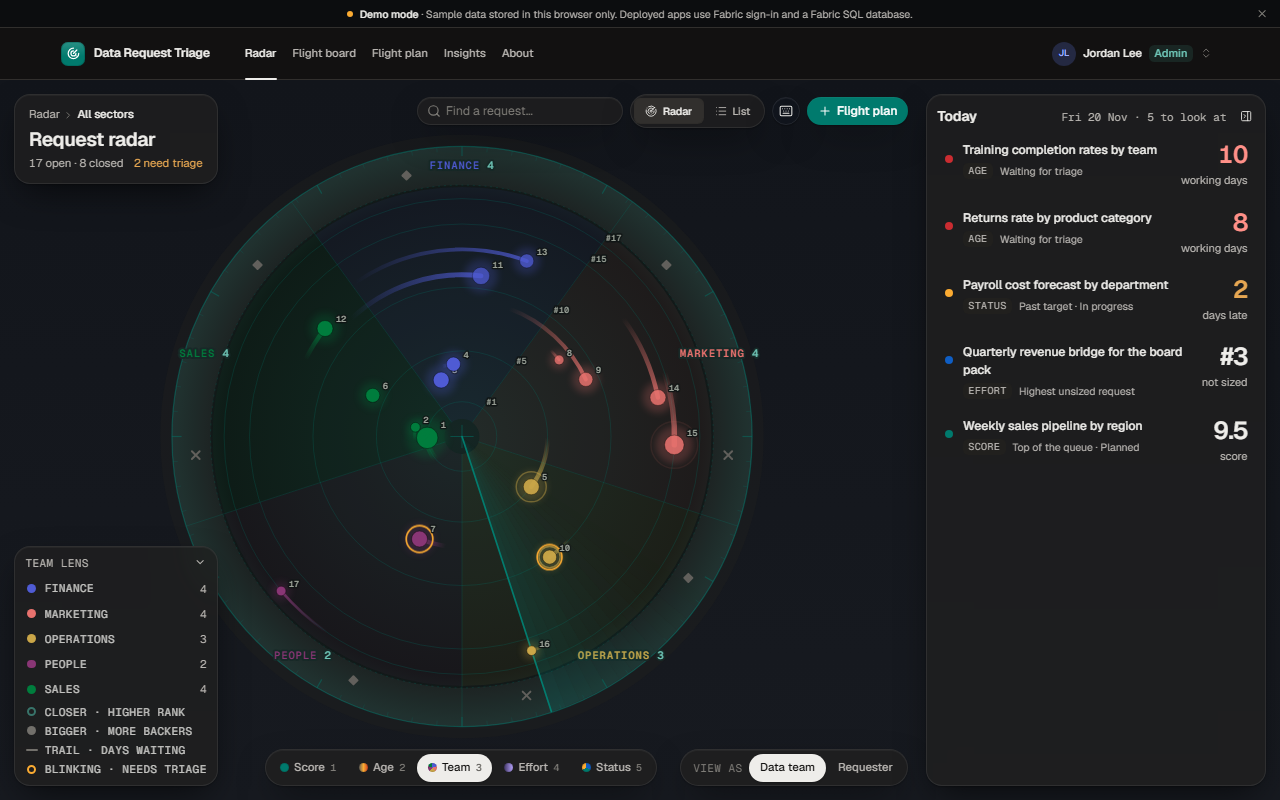 Demo mode · Sample data stored in this browser only. Deployed apps use Fabric sign-in and a Fabric SQL database.
Data Request Triage
Radar
Flight board
Flight plan
Insights
About
JL
Jordan Lee
Admin
Radar > All sectors
Request radar
17 open · 8 closed 2 need triage
Find a request...
Radar
List
+ Flight plan
FINANCE 4
#17
13
#15
11
#10
12
SALES 4
MARKETING 4
8
4
#5
9
6
14
#1
2
1
15
5
7
10
17
16
PEOPLE 2
OPERATIONS 3
TEAM LENS
FINANCE 4
MARKETING 4
OPERATIONS 3
PEOPLE 2
SALES 4
CLOSER · HIGHER RANK
BIGGER · MORE BACKERS
TRAIL · DAYS WAITING
BLINKING · NEEDS TRIAGE
Score 1
Age 2
Team 3
Effort 4
Status 5
VIEW AS
Data team
Requester
Today
Fri 20 Nov · 5 to look at
Training completion rates by team
AGE Waiting for triage
10
working days
Returns rate by product category
AGE Waiting for triage
8
working days
Payroll cost forecast by department
STATUS Past target · In progress
2
days late
Quarterly revenue bridge for the board
pack
EFFORT Highest unsized request
#3
not sized
Weekly sales pipeline by region
SCORE Top of the queue · Planned
9.5
score